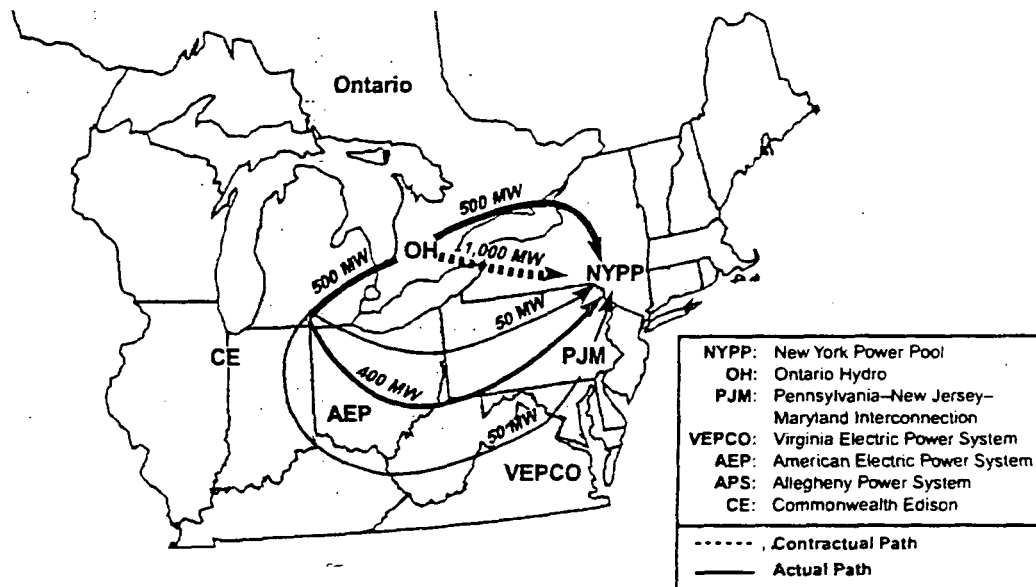 Ontario
500 MW
OH
1,000 MW
NYPP
500 MW
50 MW
CE
PJM
400 MW
AEP
50 MW
VEPCO
NYPP: New York Power Pool
OH: Ontario Hydro
PJM: Pennsylvania–New Jersey–
Maryland Interconnection
VEPCO: Virginia Electric Power System
AEP: American Electric Power System
APS: Allegheny Power System
CE: Commonwealth Edison
Contractual Path
Actual Path